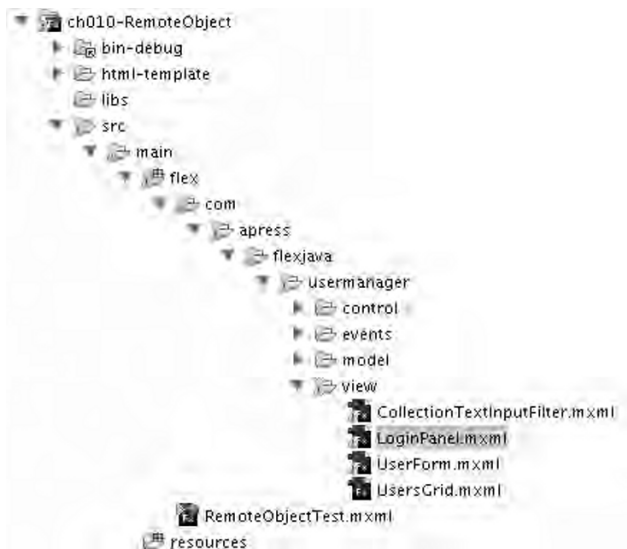 ch010-RemoteObject
bin-debug
html-template
libs
src
main
flex
com
apress
flexjava
usermanager
control
events
model
view
CollectionTextInputFilter.mxml
LoginPanel.mxml
UserForm.mxml
UsersGrid.mxml
RemoteObjectTest.mxml
resources